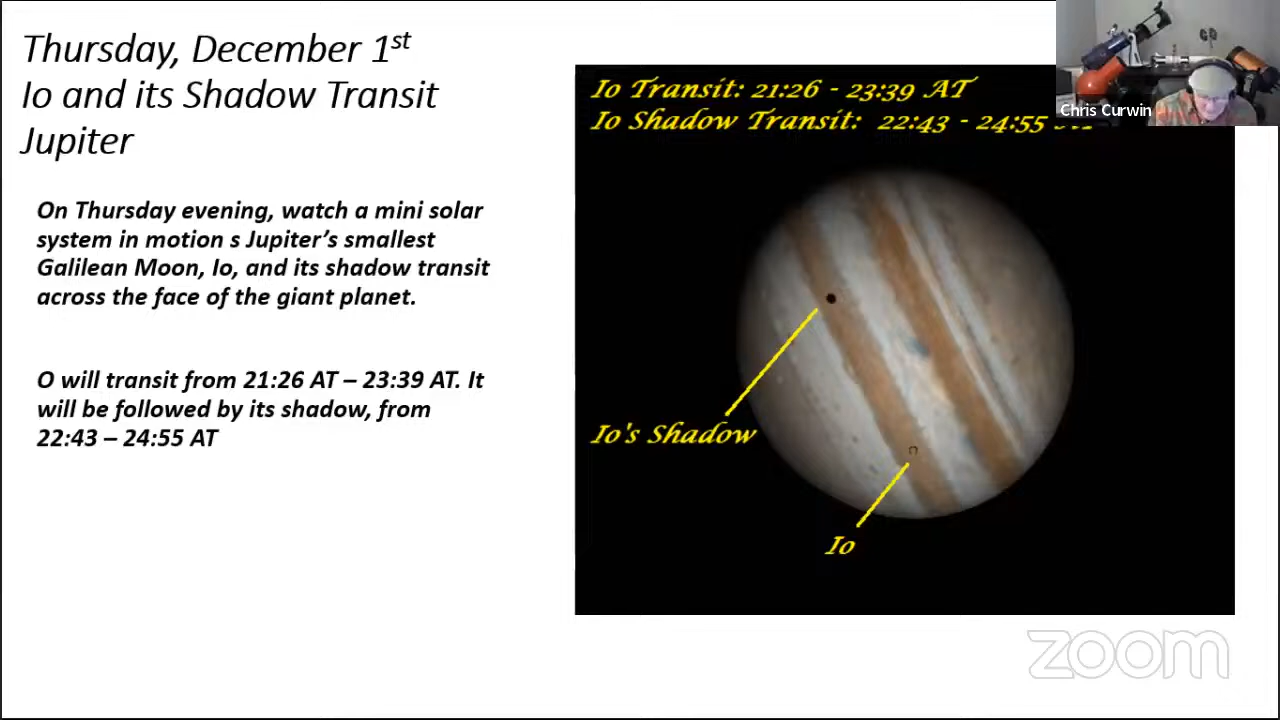 Thursday, December 1st
Io and its Shadow Transit
Jupiter
On Thursday evening, watch a mini solar
system in motion s Jupiter's smallest
Galilean Moon, Io, and its shadow transit
across the face of the giant planet.
O will transit from 21:26 AT – 23:39 AT. It
will be followed by its shadow, from
22:43 – 24:55 AT
Io Transit: 21:26 - 23:39 AT
Io Shadow Transit: 22:43 - 24:55
Chris Curwin
Io's Shadow
Io
zoom